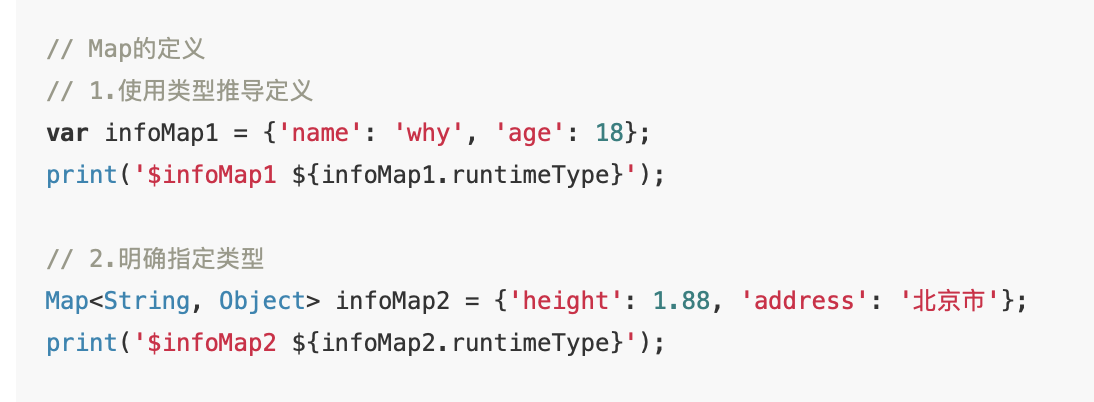 // Map的定义
// 1.使用类型推导定义
var infoMap1 = {'name': 'why', 'age': 18};
print('$infoMap1 ${infoMap1.runtimeType}');
// 2.明确指定类型
Map<String, Object> infoMap2 = {'height': 1.88, 'address': '北京市'};
print('$infoMap2 ${infoMap2.runtimeType}');